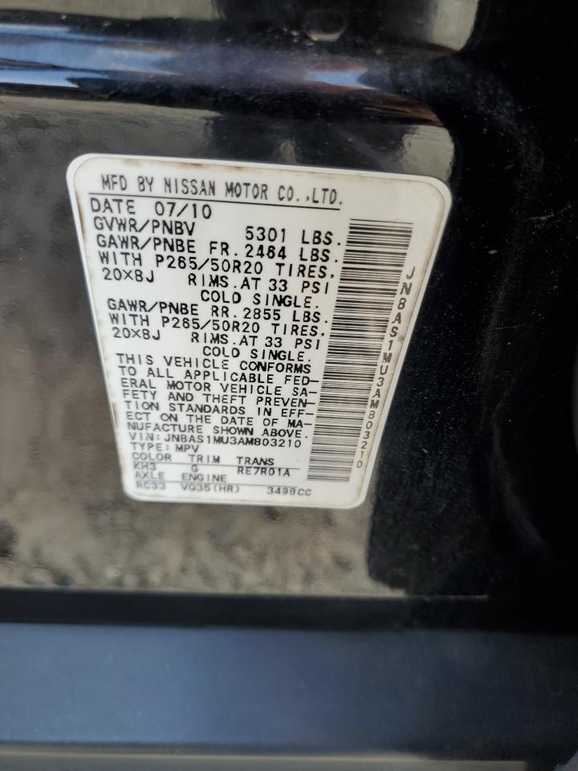 MFD BY NISSAN MOTOR CO.,LTD.
DATE 07/10
GVWR/PNBV 5301 LBS.
GAWR/PNBE FR. 2464 LBS.
WITH P265/50R20 TIRES.
20X8J RIMS.AT 33 PSI
COLD SINGLE.
GAWR/PNBE RR. 2855 LBS.
WITH P265/50R20 TIRES.
20X8J RIMS.AT 33 PSI
COLD SINGLE.
THIS VEHICLE CONFORMS
TO ALL APPLICABLE FED-
ERAL MOTOR VEHICLE SA-
FETY AND THEFT PREVEN-
TION STANDARDS IN EFF-
ECT ON THE DATE OF MA-
NUFACTURE SHOWN ABOVE.
VIN:JN8AS1MU3AM803210
TYPE: MPV
COLOR TRIM TRANS
KH3 G RE7R01A
AXLE ENGINE
RC33 VQ35(HR) 3498CC
JN8AS1MU3AM803210